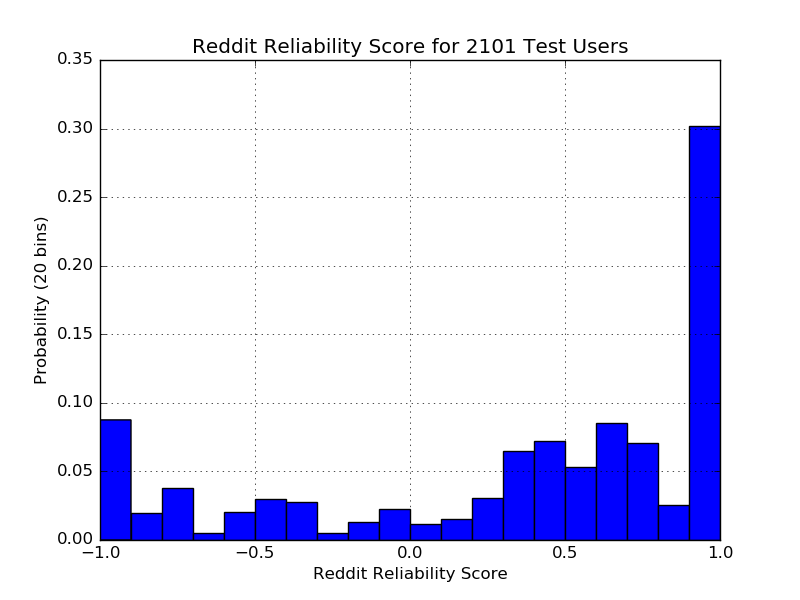 Reddit Reliability Score for 2101 Test Users
0.35
0.30
0.25
0.20
0.15
0.10
0.05
0.00
Probability (20 bins)
−1.0 −0.5 0.0 0.5 1.0
Reddit Reliability Score